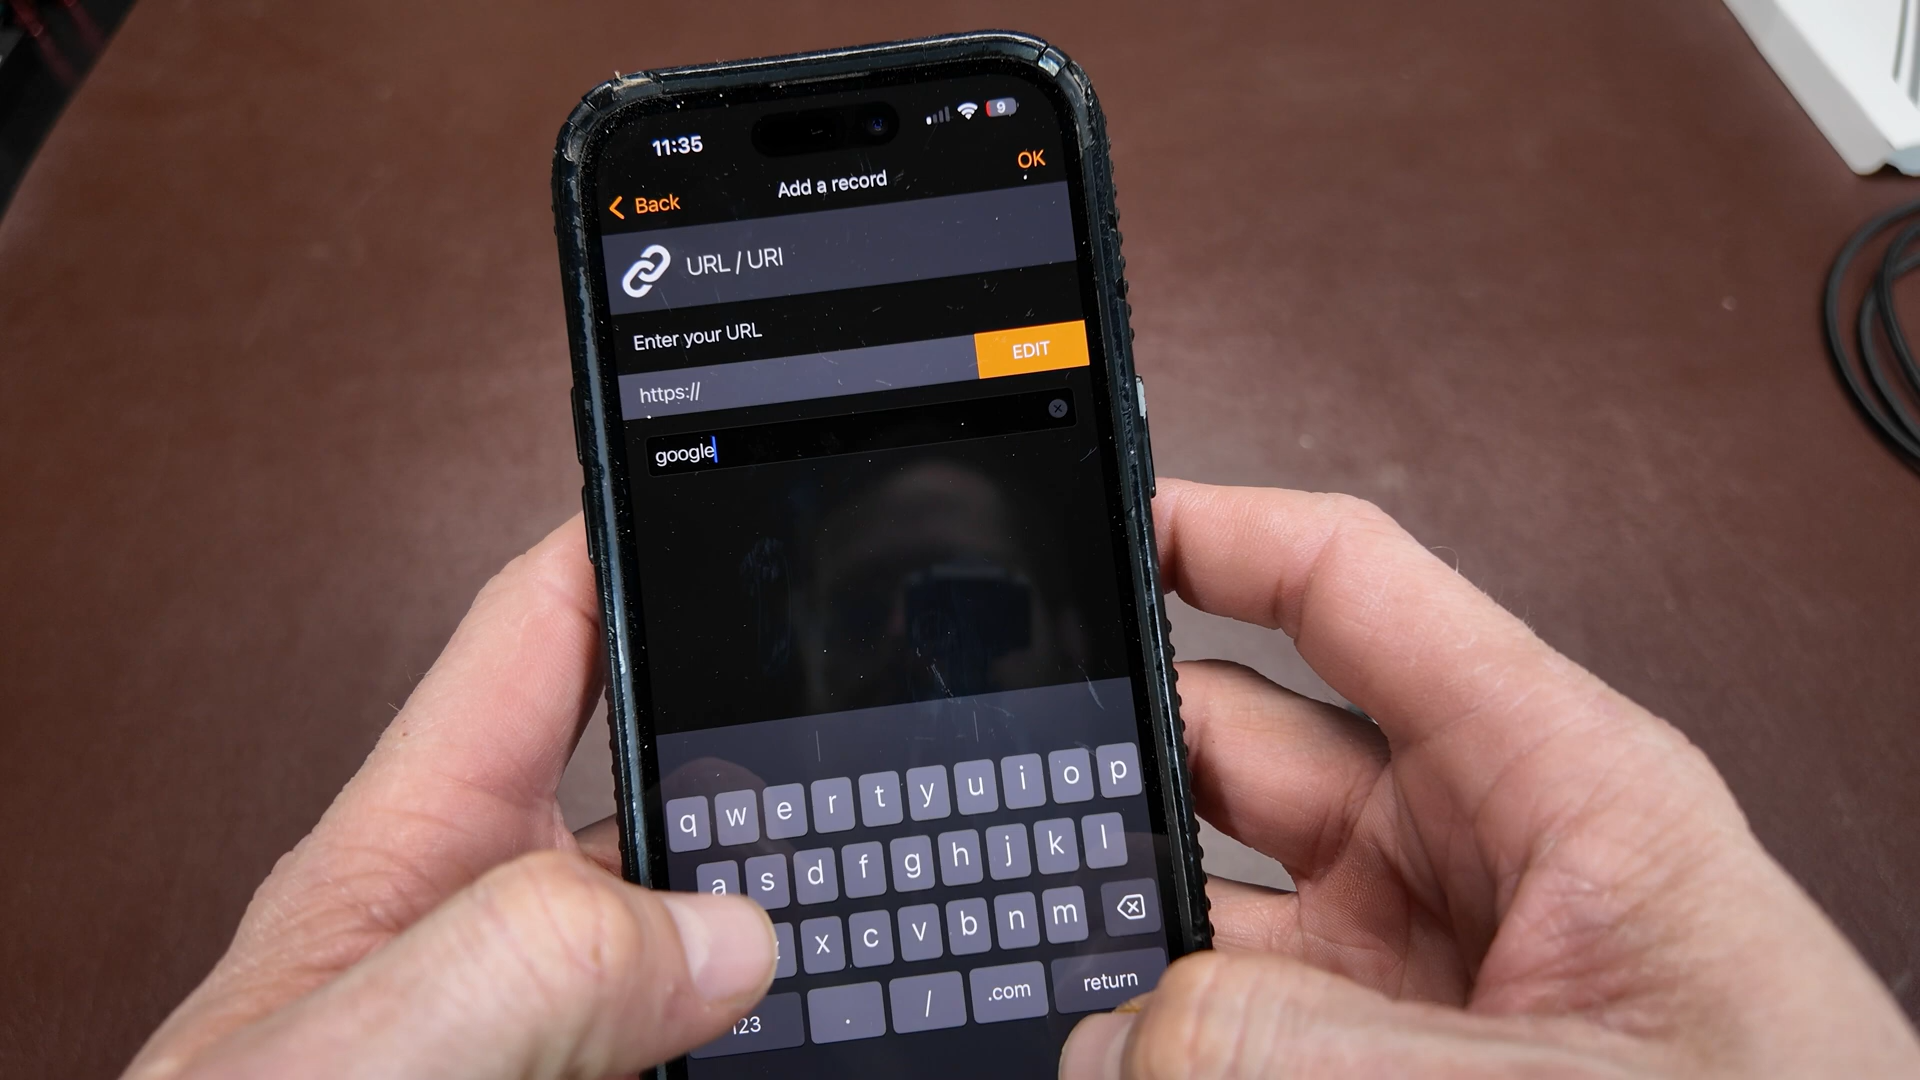 11:35
9
OK
Back
Add a record
URL / URI
Enter your URL
EDIT
https://
google
q w e r t y u i o p
a s d f g h j k l
x c v b n m
123 . / .com return